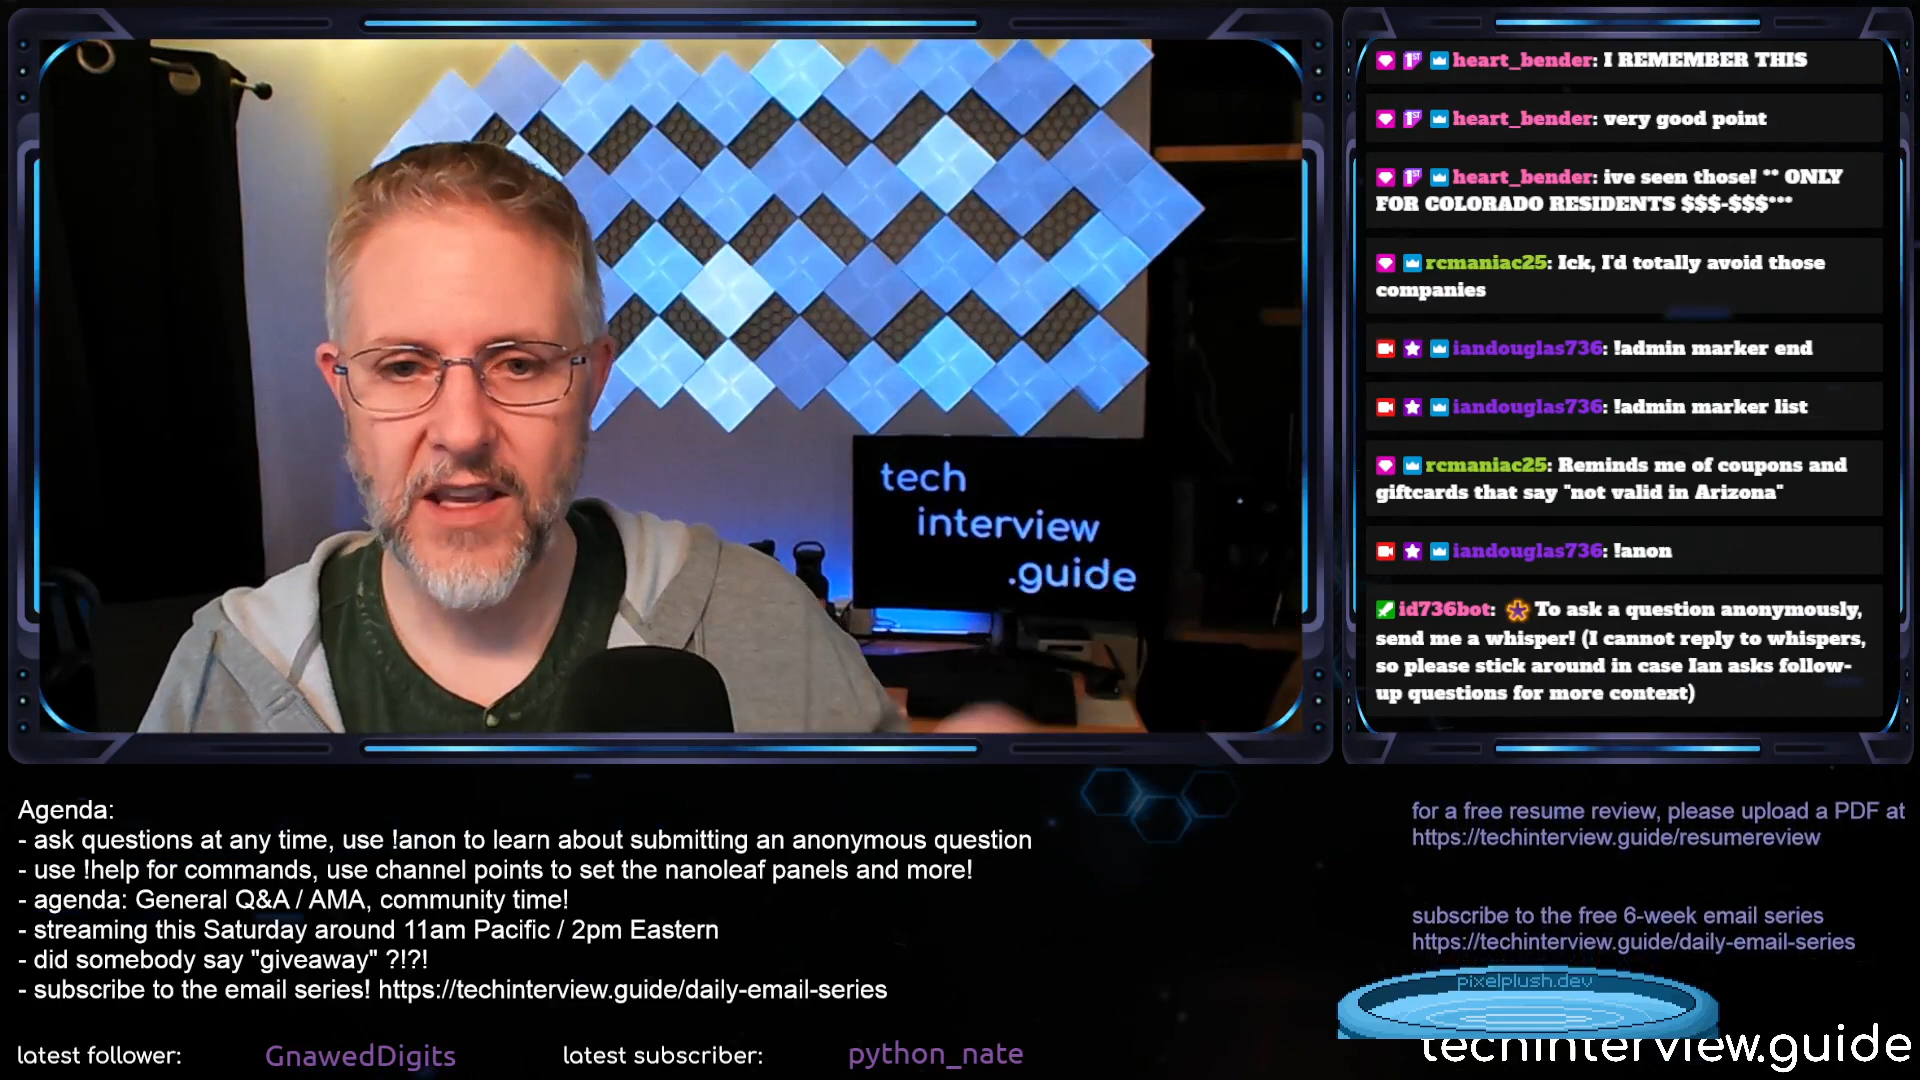 heart_bender: I REMEMBER THIS
heart_bender: very good point
heart_bender: ive seen those! ** ONLY
FOR COLORADO RESIDENTS $$$-$$$***
rcmaniac25: Ick, I'd totally avoid those
companies
iandouglas736: !admin marker end
iandouglas736: !admin marker list
rcmaniac25: Reminds me of coupons and
giftcards that say "not valid in Arizona"
iandouglas736: !anon
id736bot: To ask a question anonymously,
send me a whisper! (I cannot reply to whispers,
so please stick around in case Ian asks follow-
up questions for more context)
tech
interview
.guide
Agenda:
- ask questions at any time, use !anon to learn about submitting an anonymous question
- use !help for commands, use channel points to set the nanoleaf panels and more!
- agenda: General Q&A / AMA, community time!
- streaming this Saturday around 11am Pacific / 2pm Eastern
- did somebody say "giveaway" ?!?!
- subscribe to the email series! https://techinterview.guide/daily-email-series
for a free resume review, please upload a PDF at
https://techinterview.guide/resumereview
subscribe to the free 6-week email series
https://techinterview.guide/daily-email-series
pixelplush.dev
latest follower: GnawedDigits
latest subscriber: python_nate
techinterview.guide